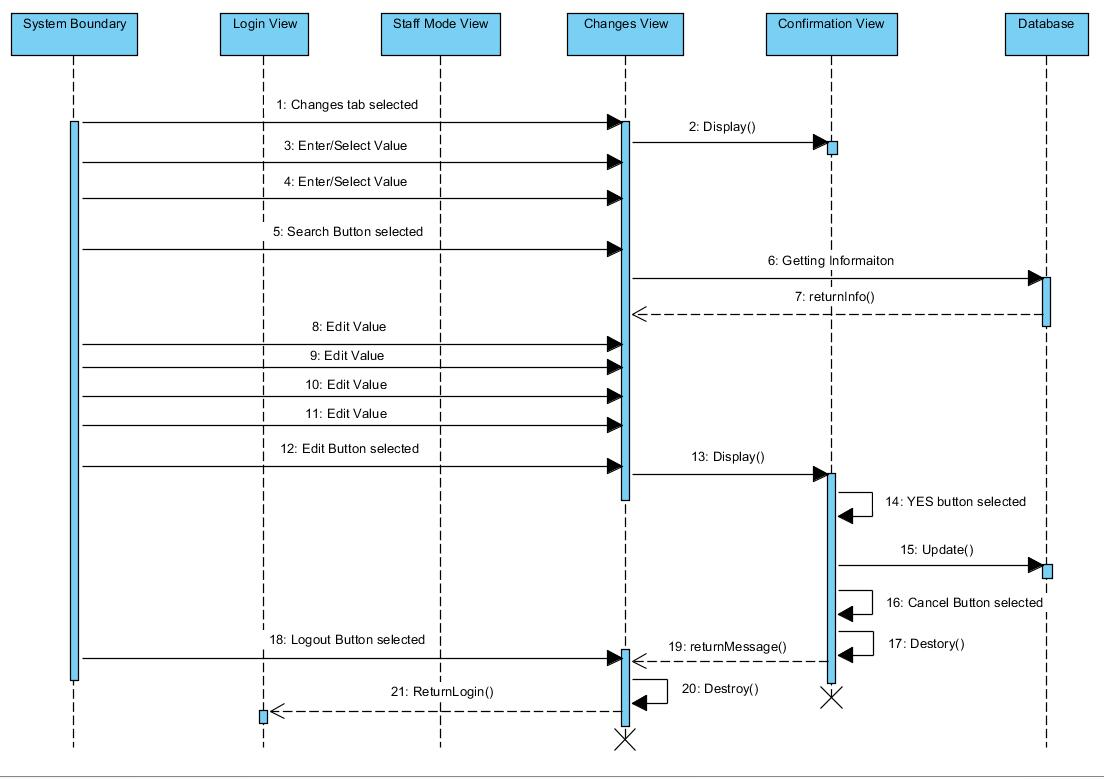 System Boundary
Login View
Staff Mode View
Changes View
Confirmation View
Database
1: Changes tab selected
2: Display()
3: Enter/Select Value
4: Enter/Select Value
5: Search Button selected
6: Getting Informaiton
7: returnInfo()
8: Edit Value
9: Edit Value
10: Edit Value
11: Edit Value
12: Edit Button selected
13: Display()
14: YES button selected
15: Update()
16: Cancel Button selected
17: Destory()
18: Logout Button selected
19: returnMessage()
20: Destroy()
21: ReturnLogin()